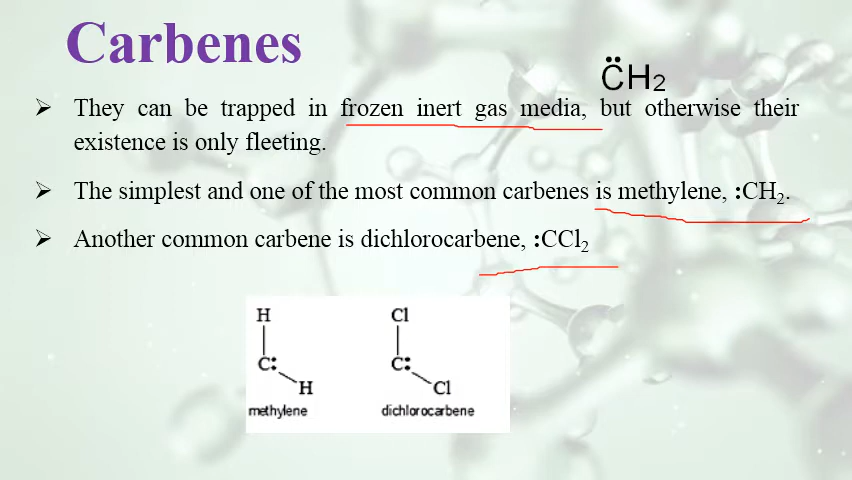 Carbenes
C̈H₂
➢ They can be trapped in frozen inert gas media, but otherwise their
existence is only fleeting.
➢ The simplest and one of the most common carbenes is methylene, :CH₂.
➢ Another common carbene is dichlorocarbene, :CCl₂
H Cl
C: C:
H Cl
methylene dichlorocarbene